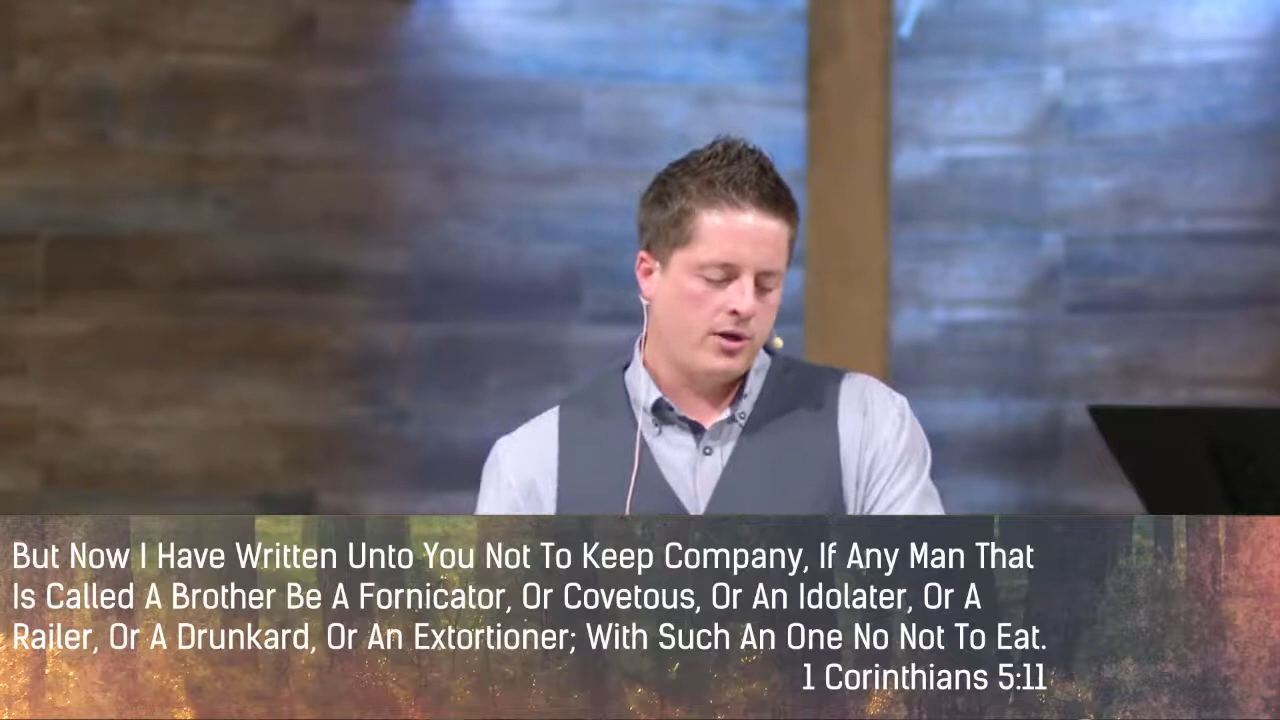 But Now I Have Written Unto You Not To Keep Company, If Any Man That
Is Called A Brother Be A Fornicator, Or Covetous, Or An Idolater, Or A
Railer, Or A Drunkard, Or An Extortioner; With Such An One No Not To Eat.
1 Corinthians 5:11